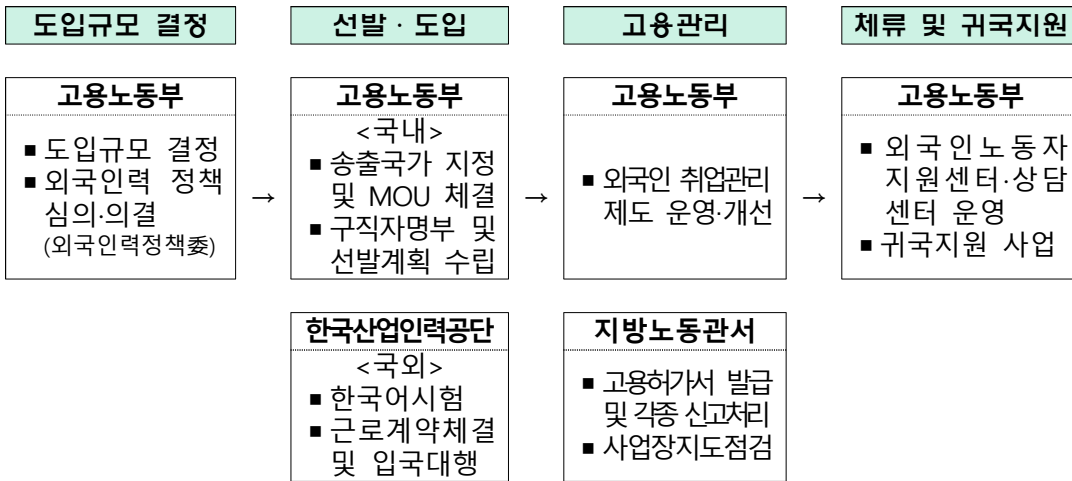 도입규모 결정
선발 · 도입
고용관리
체류 및 귀국지원
고용노동부
■ 도입규모 결정
■ 외국인력 정책
심의·의결
(외국인력정책委)
→
고용노동부
<국내>
■ 송출국가 지정
및 MOU 체결
■ 구직자명부 및
선발계획 수립
→
고용노동부
■ 외국인 취업관리
제도 운영·개선
→
고용노동부
■ 외국인노동자
지원센터·상담
센터 운영
■ 귀국지원 사업
한국산업인력공단
<국외>
■ 한국어시험
■ 근로계약체결
및 입국대행
지방노동관서
■ 고용허가서 발급
및 각종 신고처리
■ 사업장지도점검